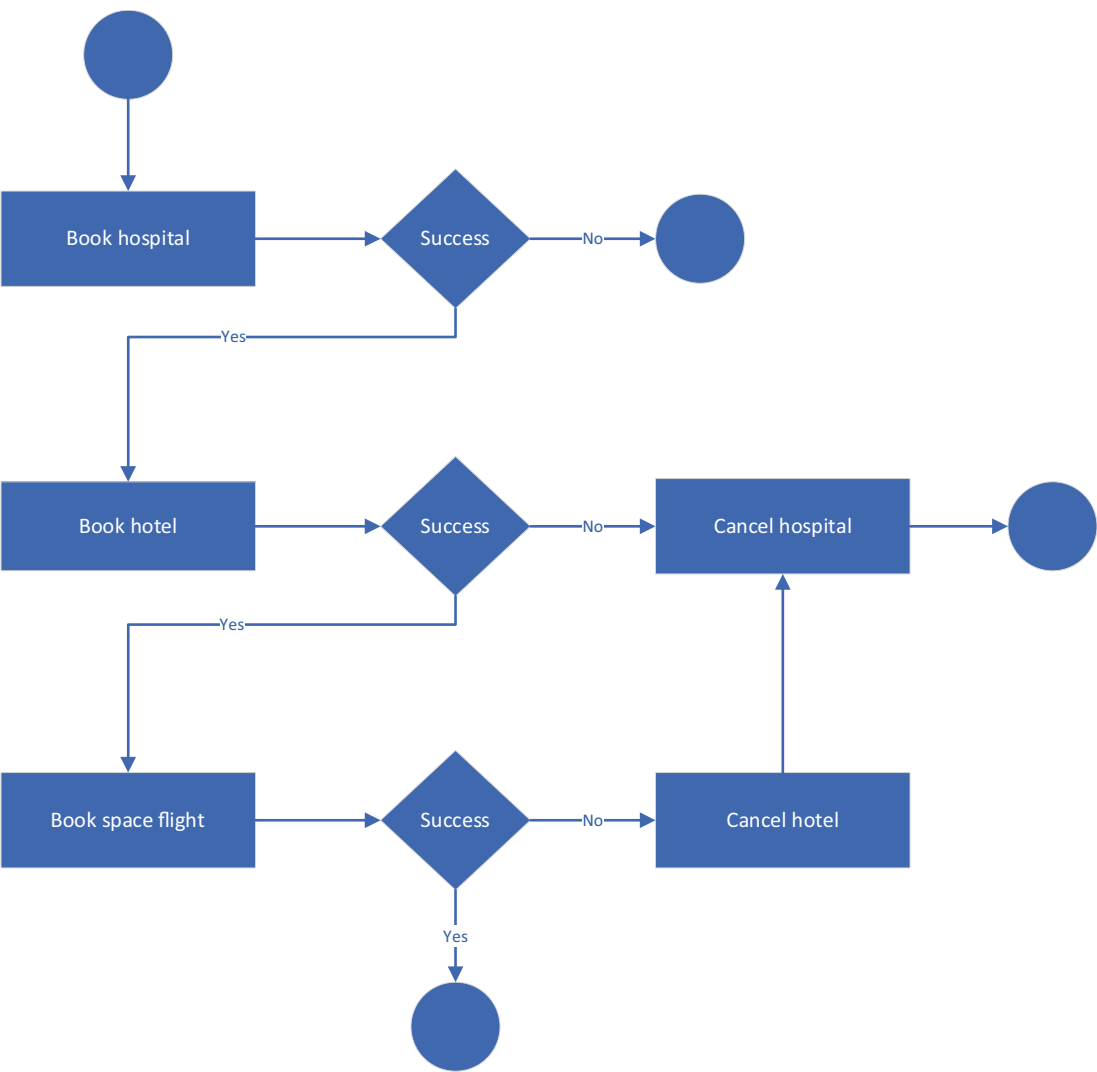 Book hospital
Success
No
Yes
Book hotel
Success
No
Cancel hospital
Yes
Book space flight
Success
No
Cancel hotel
Yes